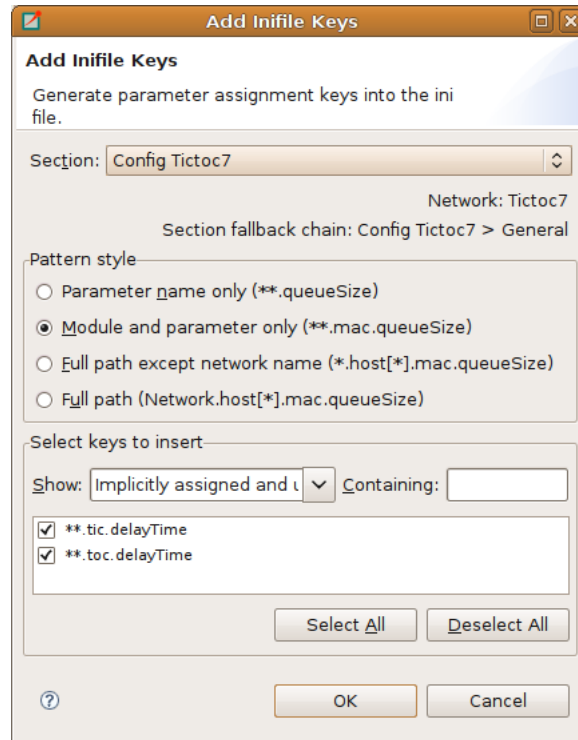 Add Inifile Keys
Add Inifile Keys
Generate parameter assignment keys into the ini
file.
Section: Config Tictoc7
Network: Tictoc7
Section fallback chain: Config Tictoc7 > General
Pattern style
Parameter name only (**.queueSize)
Module and parameter only (**.mac.queueSize)
Full path except network name (*.host[*].mac.queueSize)
Full path (Network.host[*].mac.queueSize)
Select keys to insert
Show: Implicitly assigned and Containing:
**.tic.delayTime
**.toc.delayTime
Select All Deselect All
OK Cancel